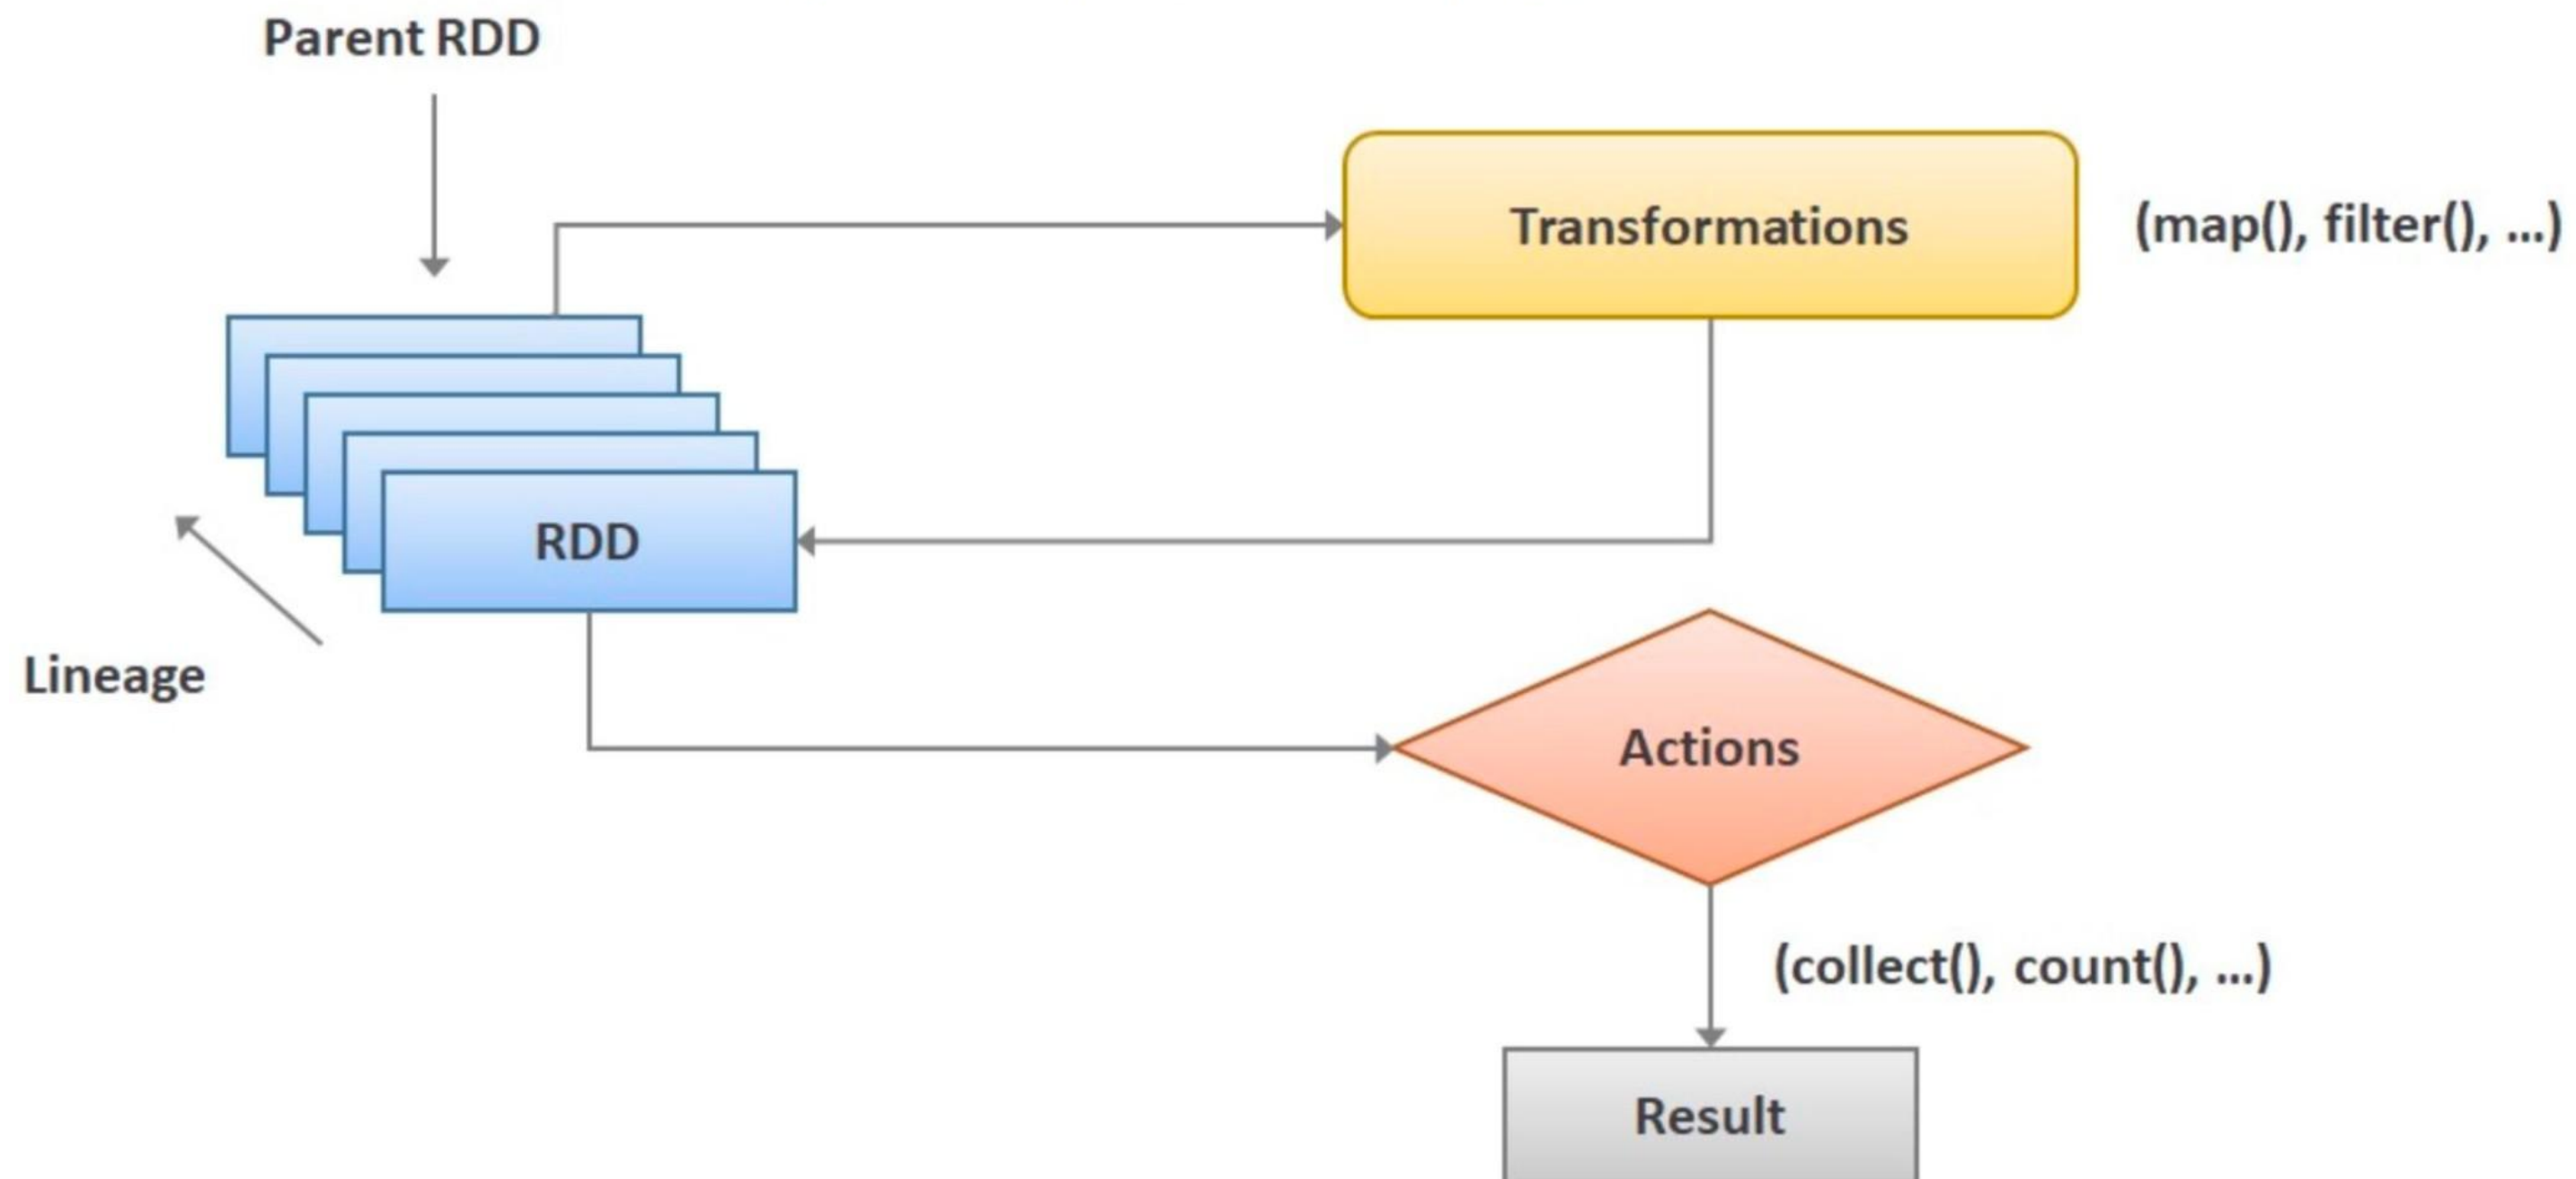 Parent RDD
Transformations
(map(), filter(), ...)
RDD
Lineage
Actions
(collect(), count(), ...)
Result